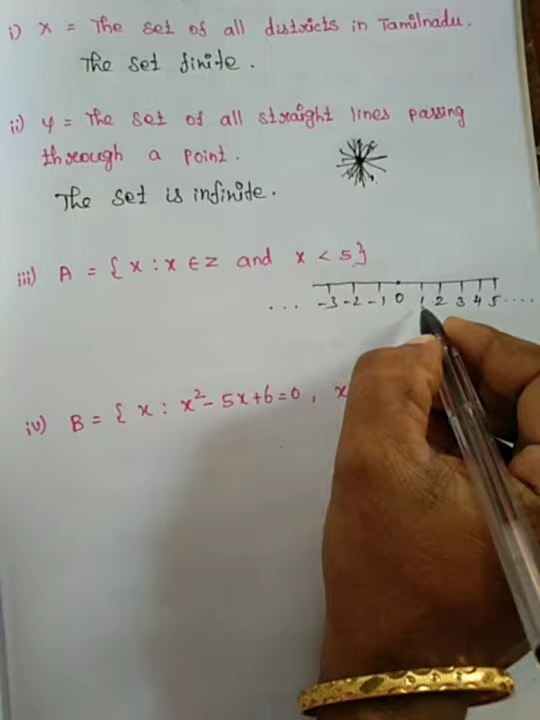 i) X = The set of all districts in Tamilnadu.
The set finite.
ii) Y = The set of all straight lines passing
through a point.
The set is infinite.
iii) A = { x : x ∈ Z and x < 5 }
... -3 -2 -1 0 1 2 3 4 5 ....
iv) B = { x : x² - 5x + 6 = 0 , x